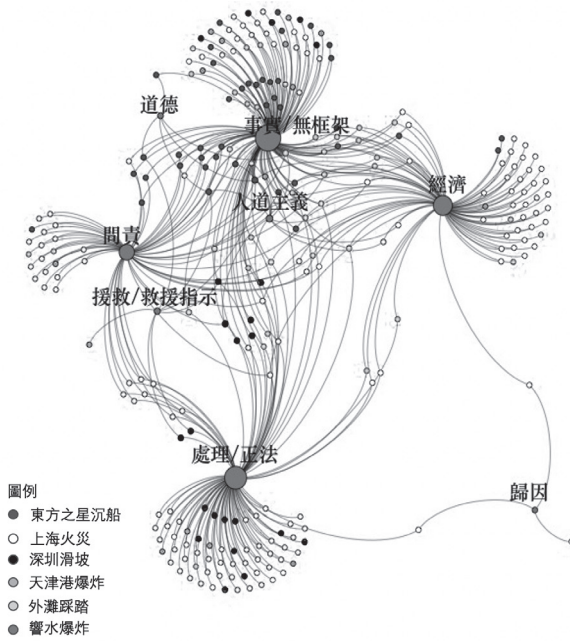 道德
事實/無框架
經濟
人道主義
問責
援救/救援指示
處理/正法
歸因
圖例
東方之星沉船
上海火災
深圳滑坡
天津港爆炸
外灘踩踏
響水爆炸